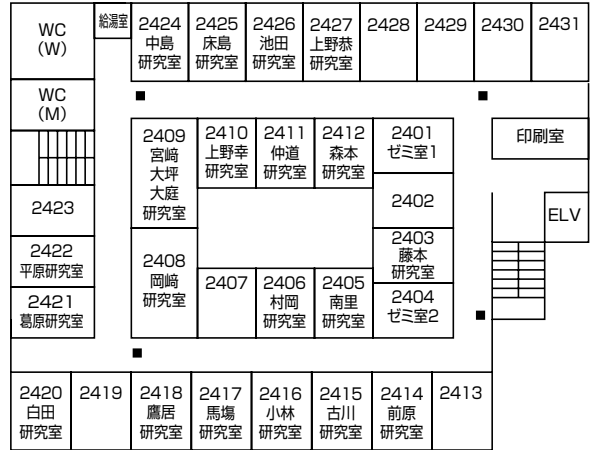 WC
(W)
給湯室
2424
中島
研究室
2425
床島
研究室
2426
池田
研究室
2427
上野恭
研究室
2428
2429
2430
2431
WC
(M)
2409
宮﨑
大坪
大庭
研究室
2410
上野幸
研究室
2411
仲道
研究室
2412
森本
研究室
2401
ゼミ室1
印刷室
2423
2402
ELV
2422
平原研究室
2408
岡﨑
研究室
2403
藤本
研究室
2421
葛原研究室
2407
2406
村岡
研究室
2405
南里
研究室
2404
ゼミ室2
2420
白田
研究室
2419
2418
鷹居
研究室
2417
馬塲
研究室
2416
小林
研究室
2415
古川
研究室
2414
前原
研究室
2413